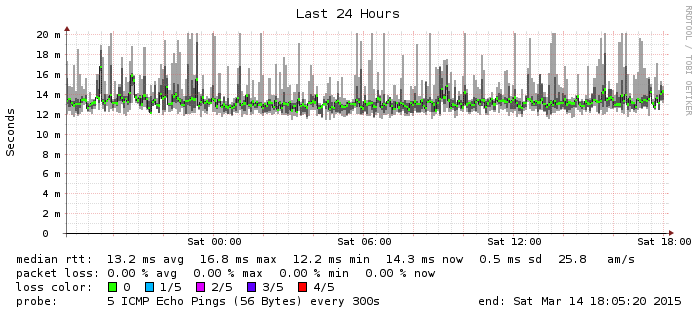 Last 24 Hours
RRDTOOL / TOBI OETIKER
Seconds
20 m
18 m
16 m
14 m
12 m
10 m
8 m
6 m
4 m
2 m
0
Sat 00:00 Sat 06:00 Sat 12:00 Sat 18:00
median rtt: 13.2 ms avg 16.8 ms max 12.2 ms min 14.3 ms now 0.5 ms sd 25.8 am/s
packet loss: 0.00 % avg 0.00 % max 0.00 % min 0.00 % now
loss color: 0 1/5 2/5 3/5 4/5
probe: 5 ICMP Echo Pings (56 Bytes) every 300s end: Sat Mar 14 18:05:20 2015